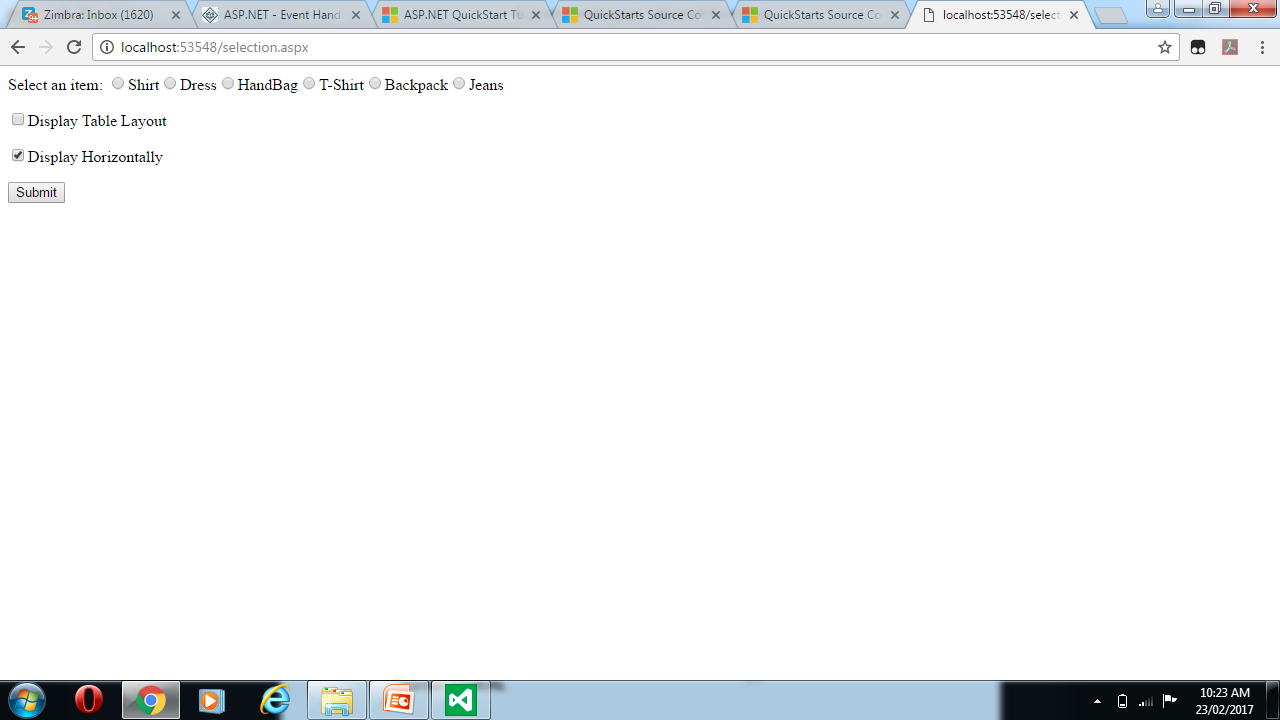 Zimbra: Inbox (1620)
ASP.NET - Event Hand
ASP.NET QuickStart Tu
QuickStarts Source Co
QuickStarts Source Co
localhost:53548/select
localhost:53548/selection.aspx
Select an item: Shirt Dress HandBag T-Shirt Backpack Jeans
Display Table Layout
Display Horizontally
Submit
10:23 AM
23/02/2017